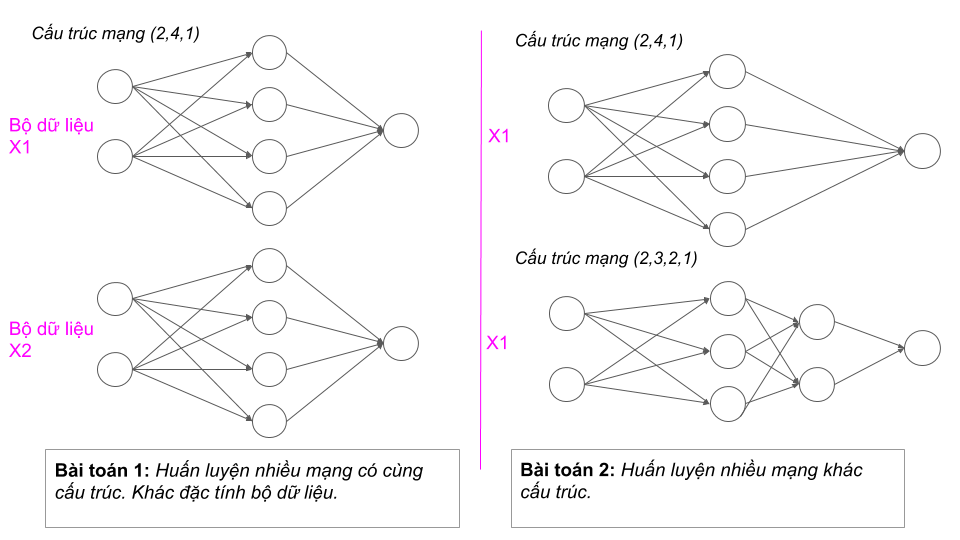 Cấu trúc mạng (2,4,1)
Bộ dữ liệu
X1
Bộ dữ liệu
X2
Bài toán 1: Huấn luyện nhiều mạng có cùng
cấu trúc. Khác đặc tính bộ dữ liệu.
Cấu trúc mạng (2,4,1)
X1
Cấu trúc mạng (2,3,2,1)
X1
Bài toán 2: Huấn luyện nhiều mạng khác
cấu trúc.